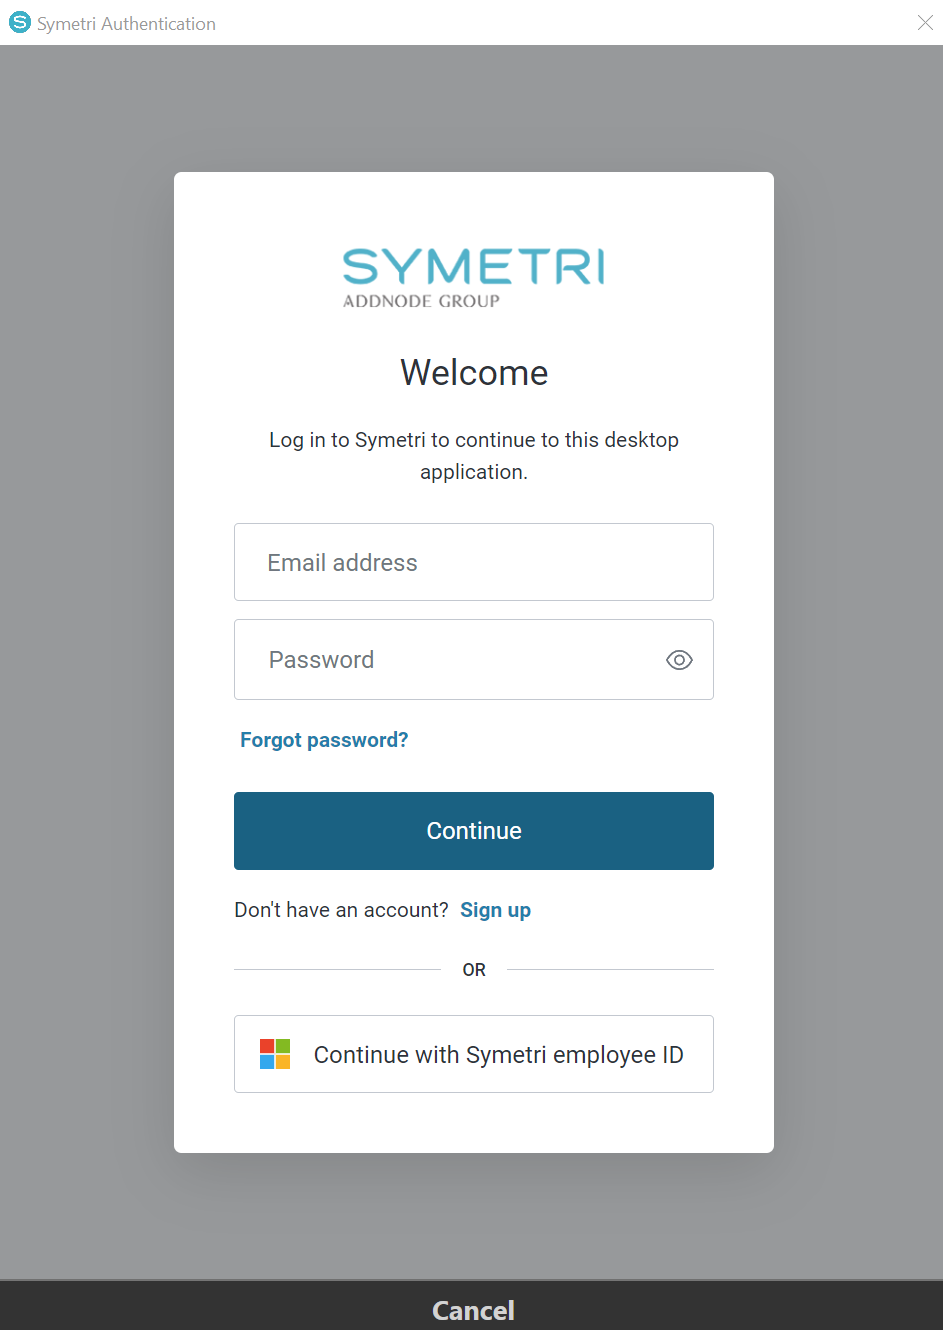 Symetri Authentication
SYMETRI
ADDNODE GROUP
Welcome
Log in to Symetri to continue to this desktop
application.
Email address
Password
Forgot password?
Continue
Don't have an account? Sign up
OR
Continue with Symetri employee ID
Cancel